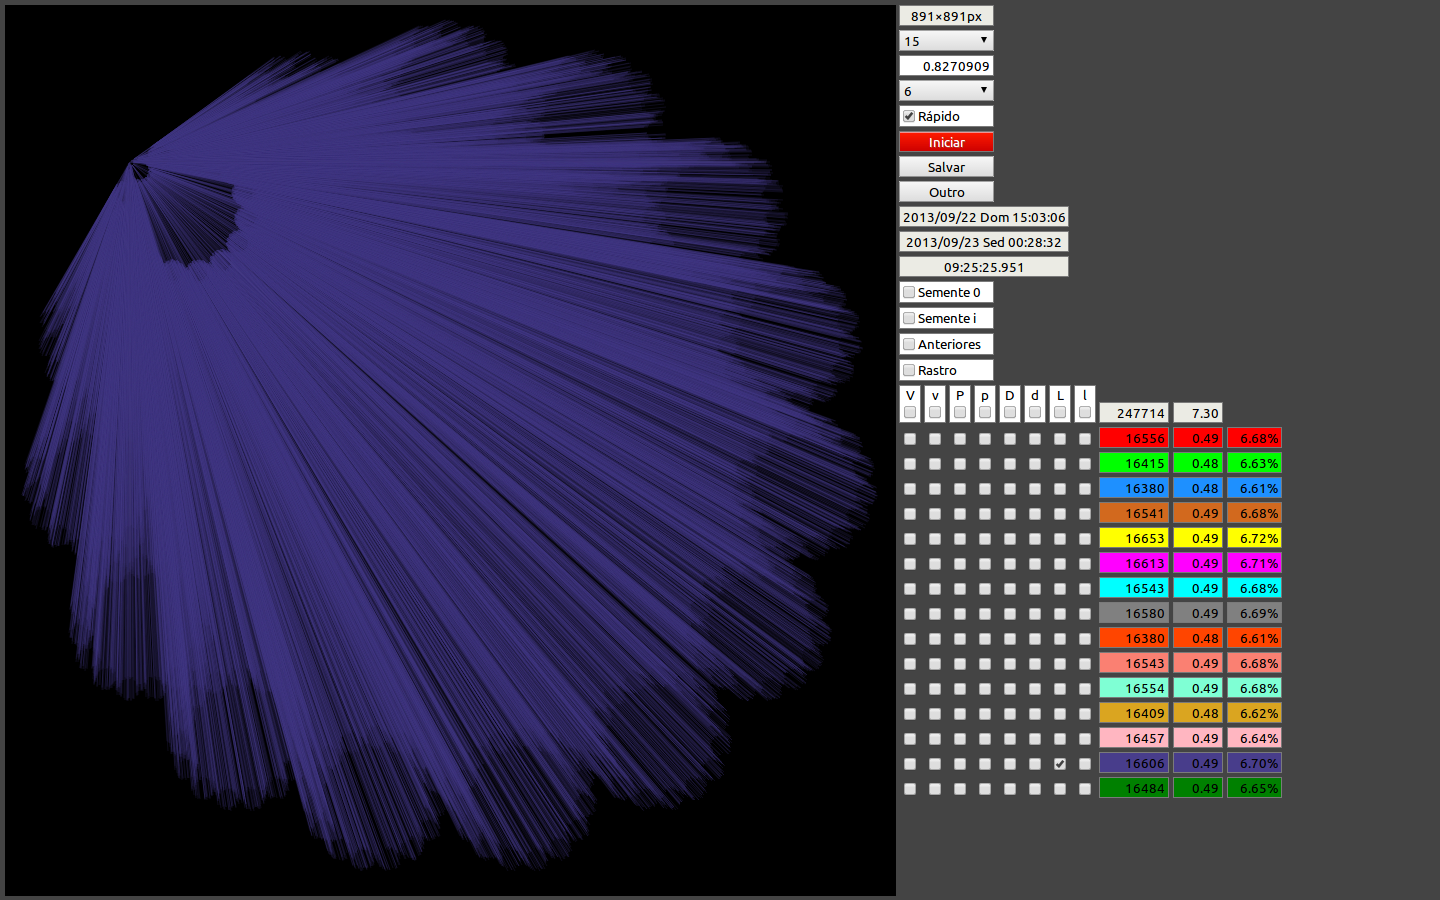 891×891px
15
0.8270909
6
Rápido
Iniciar
Salvar
Outro
2013/09/22 Dom 15:03:06
2013/09/23 Sed 00:28:32
09:25:25.951
Semente 0
Semente i
Anteriores
Rastro
V v P p D d L l
247714 7.30
16556 0.49 6.68%
16415 0.48 6.63%
16380 0.48 6.61%
16541 0.49 6.68%
16653 0.49 6.72%
16613 0.49 6.71%
16543 0.49 6.68%
16580 0.49 6.69%
16380 0.48 6.61%
16543 0.49 6.68%
16554 0.49 6.68%
16409 0.48 6.62%
16457 0.49 6.64%
16606 0.49 6.70%
16484 0.49 6.65%